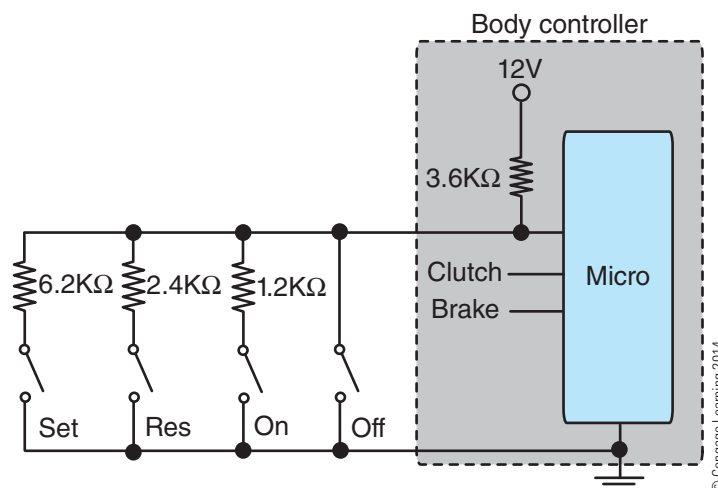 Body controller
12V
3.6KΩ
6.2KΩ 2.4KΩ 1.2KΩ
Clutch
Micro
Brake
Set Res On Off
© Cengage Learning 2014